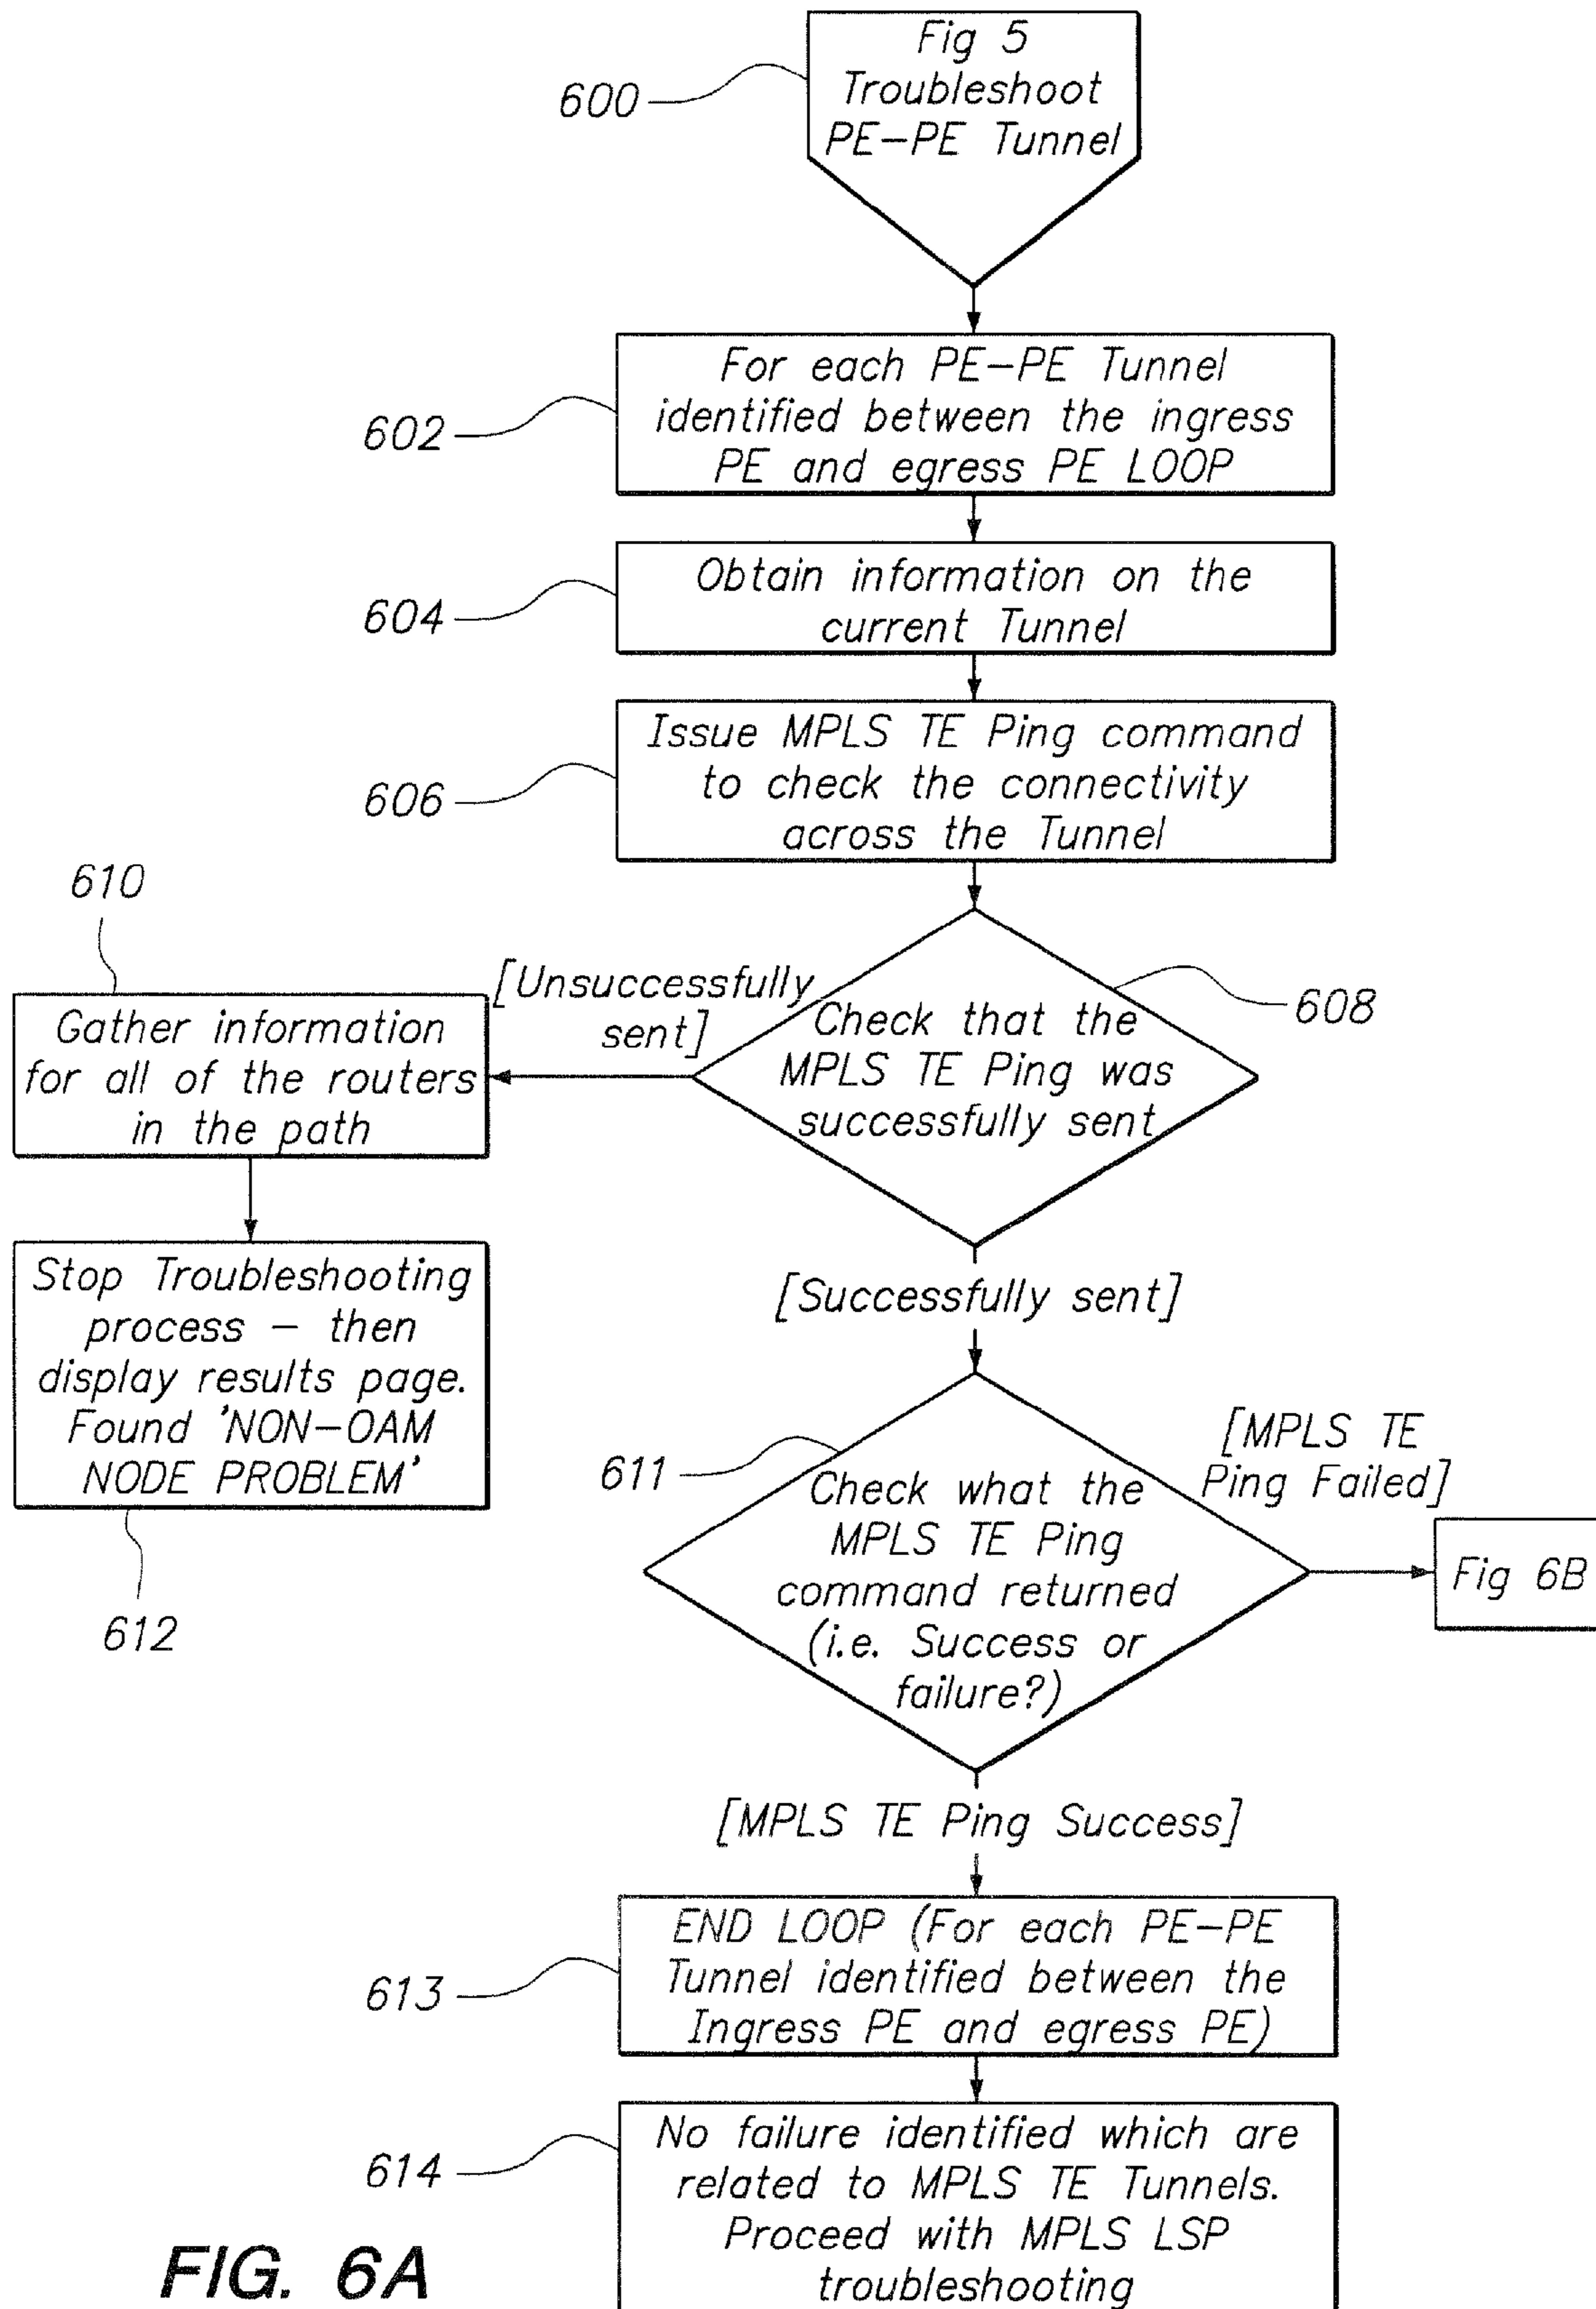 Fig 5
Troubleshoot
PE-PE Tunnel
600
For each PE-PE Tunnel
identified between the ingress
PE and egress PE LOOP
602
Obtain information on the
current Tunnel
604
Issue MPLS TE Ping command
to check the connectivity
across the Tunnel
606
610
[Unsuccessfully
sent]
608
Gather information
for all of the routers
in the path
Check that the
MPLS TE Ping was
successfully sent
Stop Troubleshooting
process – then
display results page.
Found 'NON-OAM
NODE PROBLEM'
612
[Successfully sent]
611
Check what the
MPLS TE Ping
command returned
(i.e. Success or
failure?)
[MPLS TE
Ping Failed]
Fig 6B
[MPLS TE Ping Success]
END LOOP (For each PE-PE
Tunnel identified between the
Ingress PE and egress PE)
613
No failure identified which are
related to MPLS TE Tunnels.
Proceed with MPLS LSP
troubleshooting
614
FIG. 6A